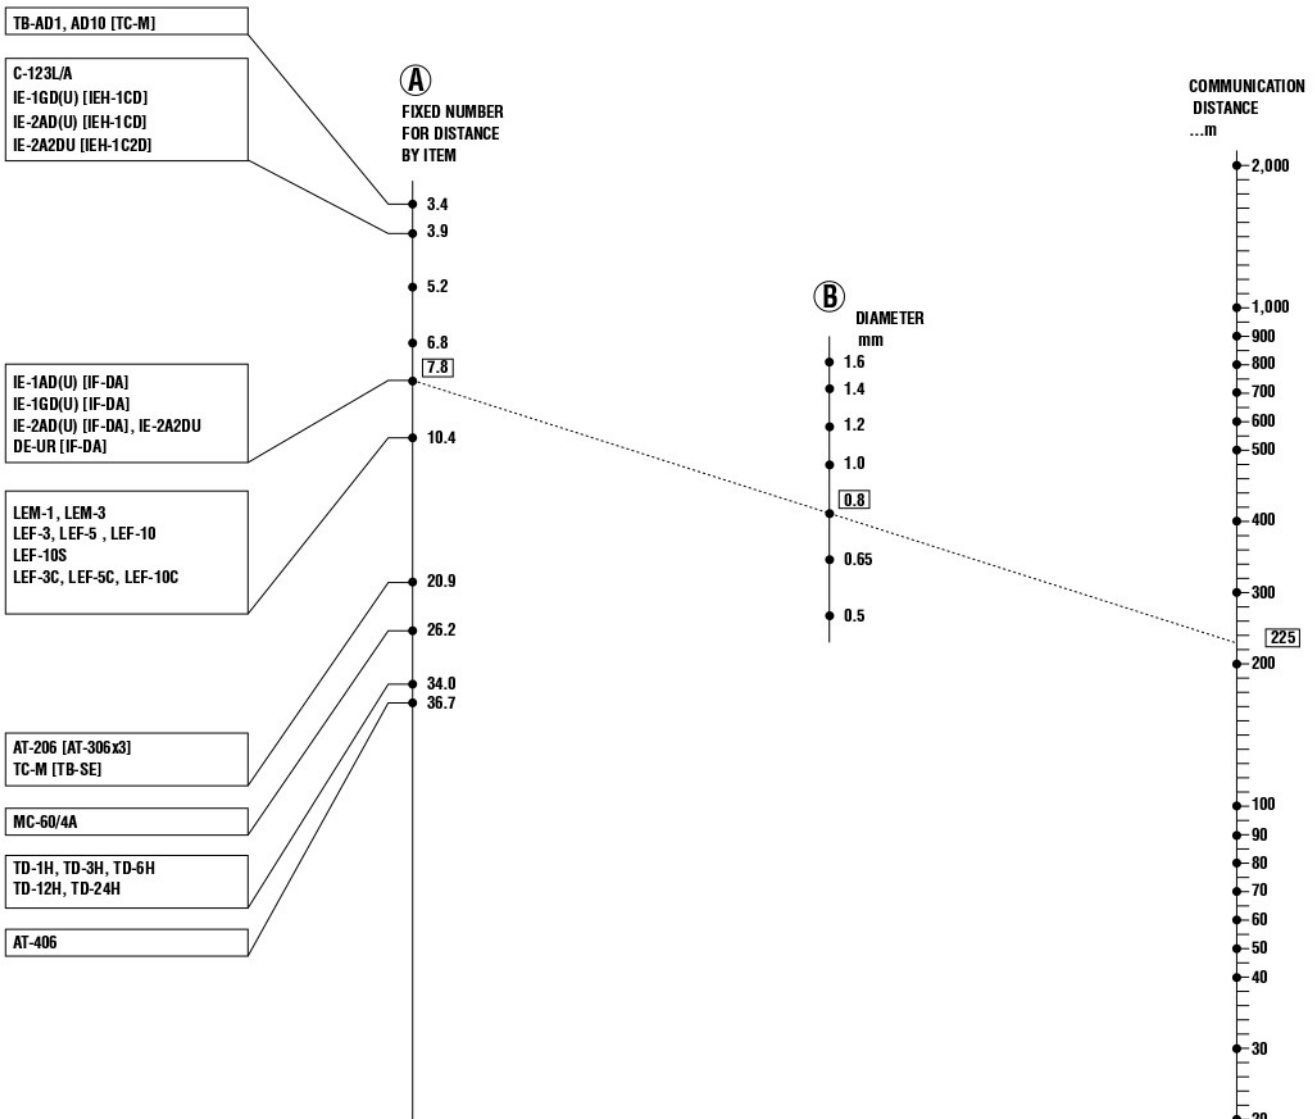 TB-AD1, AD10 [TC-M]
C-123L/A
IE-1GD(U) [IEH-1CD]
IE-2AD(U) [IEH-1CD]
IE-2A2DU [IEH-1C2D]
IE-1AD(U) [IF-DA]
IE-1GD(U) [IF-DA]
IE-2AD(U) [IF-DA], IE-2A2DU
DE-UR [IF-DA]
LEM-1, LEM-3
LEF-3, LEF-5 , LEF-10
LEF-10S
LEF-3C, LEF-5C, LEF-10C
AT-206 [AT-306x3]
TC-M [TB-SE]
MC-60/4A
TD-1H, TD-3H, TD-6H
TD-12H, TD-24H
AT-406
A
FIXED NUMBER
FOR DISTANCE
BY ITEM
3.4
3.9
5.2
6.8
7.8
10.4
20.9
26.2
34.0
36.7
B
DIAMETER
mm
1.6
1.4
1.2
1.0
0.8
0.65
0.5
COMMUNICATION
DISTANCE
...m
2,000
1,000
900
800
700
600
500
400
300
225
200
100
90
80
70
60
50
40
30